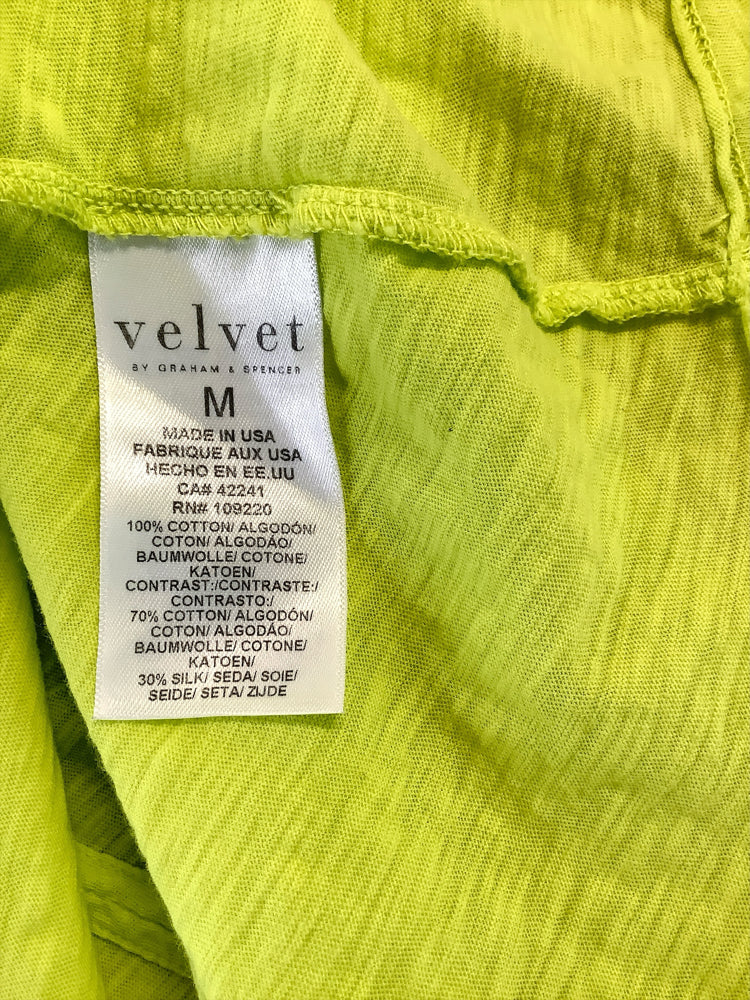 velvet
BY GRAHAM & SPENCER
M
MADE IN USA
FABRIQUE AUX USA
HECHO EN EE.UU
CA# 42241
RN# 109220
100% COTTON/ ALGODÓN/
COTON/ ALGODÁO/
BAUMWOLLE/ COTONE/
KATOEN/
CONTRAST:/CONTRASTE:/
CONTRASTO:/
70% COTTON/ ALGODÓN/
COTON/ ALGODÁO/
BAUMWOLLE/ COTONE/
KATOEN/
30% SILK/ SEDA/ SOIE/
SEIDE/ SETA/ ZIJDE